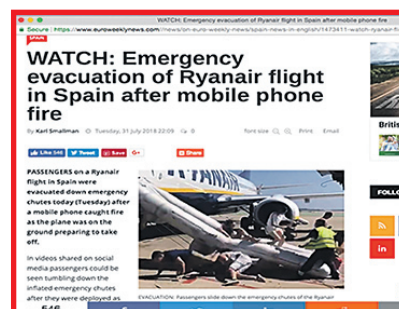 WATCH: Emergency evacuation of Ryanair flight in Spain after mobile phone fire
Secure https://www.euroweeklynews.com/news/on-euro-weekly-news/spain-news-in-english/1473411-watch-ryanair-fl
SPAIN
WATCH: Emergency
evacuation of Ryanair flight
in Spain after mobile phone
fire
By Karl Smallman Tuesday, 31 July 2018 22:09 0 font size Print Email
Like 546 Tweet Save G+ Share
Britis
PASSENGERS on a Ryanair
flight in Spain were
evacuated down emergency
chutes today (Tuesday) after
a mobile phone caught fire
as the plane was on the
ground preparing to take
off.
RYANAIR
FOLLO
In videos shared on social
media passengers could be
seen tumbling down the
inflated emergency chutes
after they were deployed as
EVACUATION: Passengers slide down the emergency chutes of the Ryanair
546